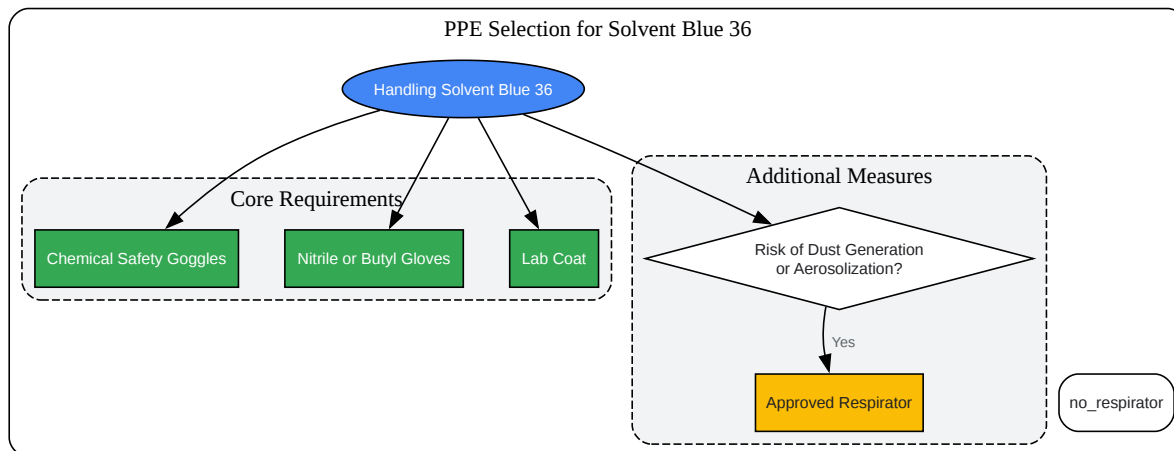 PPE Selection for Solvent Blue 36
Handling Solvent Blue 36
Core Requirements
Chemical Safety Goggles
Nitrile or Butyl Gloves
Lab Coat
Additional Measures
Risk of Dust Generation
or Aerosolization?
Yes
Approved Respirator
no_respirator